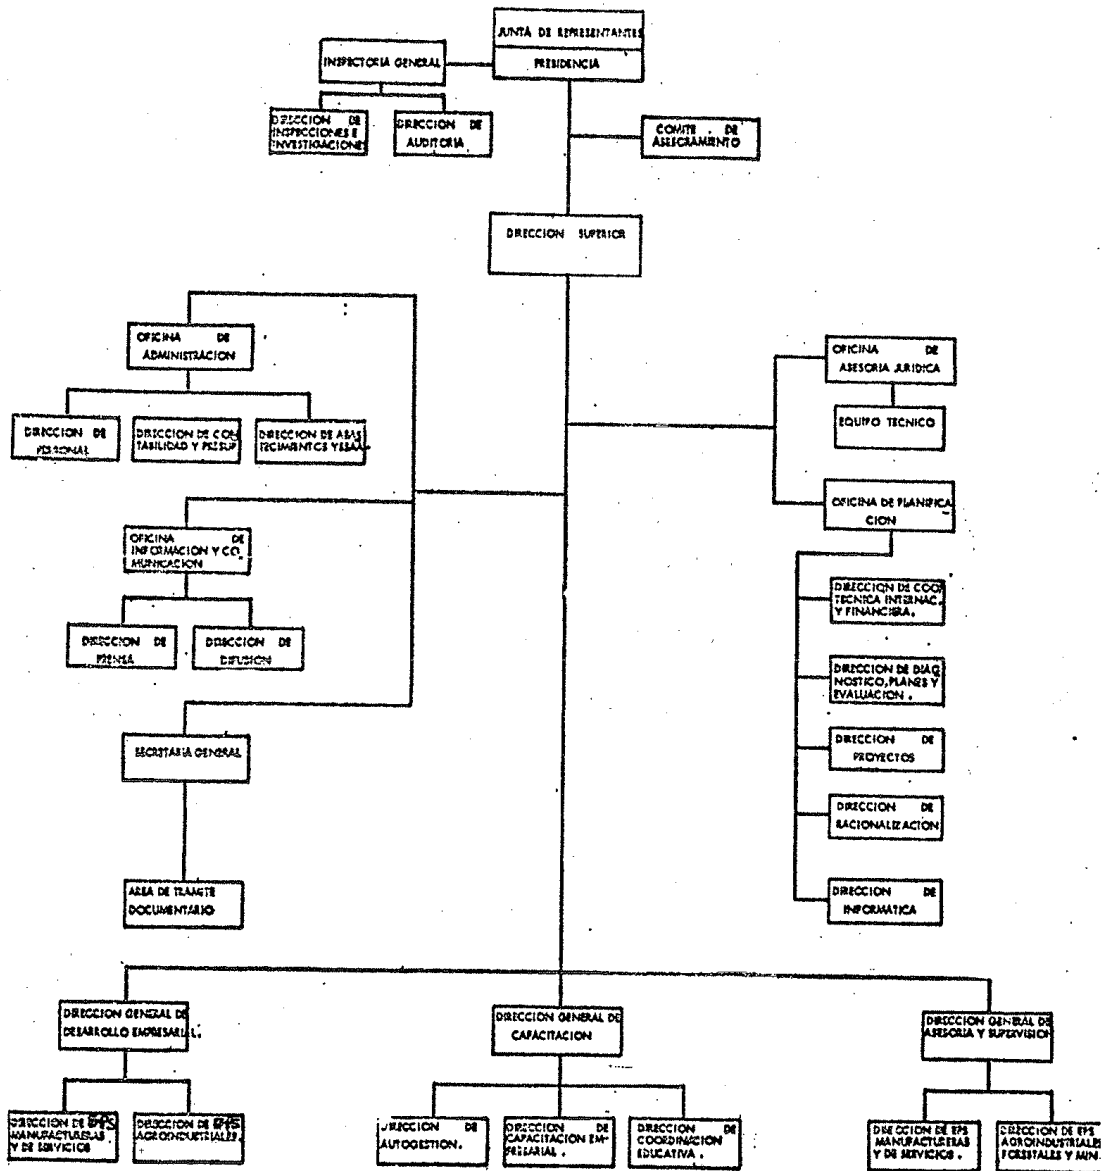 JUNTA DE REPRESENTANTES
PRESIDENCIA
INSPECTORIA GENERAL
DIRECCION DE
INSPECCIONES E
INVESTIGACIONES
DIRECCION DE
AUDITORIA
COMITE . DE
ASESORAMIENTO
DIRECCION SUPERIOR
OFICINA DE
ADMINISTRACION
DIRECCION DE
PERSONAL
DIRECCION DE CON
TABILIDAD Y PRESUP.
DIRECCION DE ABAS
TECIMIENTOS Y
OFICINA DE
ASESORIA JURIDICA
EQUIPO TECNICO
OFICINA DE PLANIFICA
CION
OFICINA DE
INFORMACION Y CO.
MUNICACION
DIRECCION DE
PRENSA
DIRECCION DE
DIFUSION
DIRECCION DE COOP
TECNICA INTERNAC.
Y FINANCIERA.
DIRECCION DE DIAG
NOSTICO, PLANES Y
EVALUACION .
DIRECCION DE
PROYECTOS
DIRECCION DE
RACIONALIZACION
DIRECCION DE
INFORMATICA
SECRETARIA GENERAL
AREA DE TRAMITE
DOCUMENTARIO
DIRECCION GENERAL DE
DESARROLLO EMPRESARIAL.
DIRECCION GENERAL DE
CAPACITACION
DIRECCION GENERAL DE
ASESORIA Y SUPERVISION
DIRECCION DE EPS
MANUFACTURERAS
Y DE SERVICIOS
DIRECCION DE EPS
AGROINDUSTRIALES.
DIRECCION DE
AUTOGESTION.
DIRECCION DE
CAPACITACION EM-
PRESARIAL .
DIRECCION DE
COORDINACION
EDUCATIVA .
DIRECCION DE EPS
MANUFACTURERAS
Y DE SERVICIOS .
DIRECCION DE EPS
AGROINDUSTRIALES
FORESTALES Y MIN.